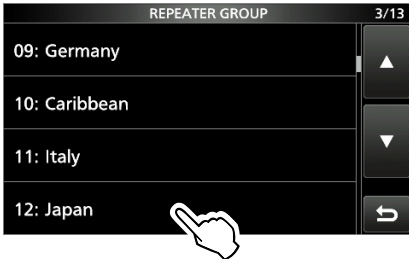 REPEATER GROUP 3/13
09: Germany
10: Caribbean
11: Italy
12: Japan